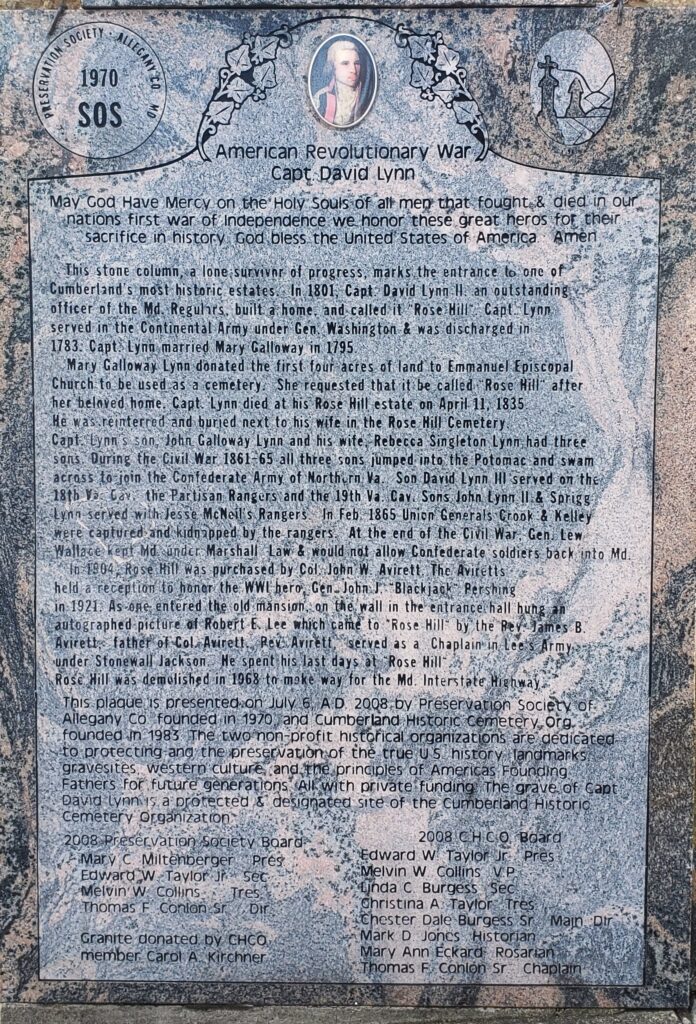 PRESERVATION SOCIETY · ALLEGANY CO MD
1970
SOS
American Revolutionary War
Capt David Lynn
May God Have Mercy on the Holy Souls of all men that fought & died in our
nations first war of Independence we honor these great heros for their
sacrifice in history God bless the United States of America Amen
This stone column, a lone survivor of progress, marks the entrance to one of
Cumberland's most historic estates. In 1801, Capt. David Lynn II, an outstanding
officer of the Md. Regulars, built a home, and called it "Rose Hill". Capt. Lynn
served in the Continental Army under Gen. Washington & was discharged in
1783. Capt. Lynn married Mary Galloway in 1795
Mary Galloway Lynn donated the first four acres of land to Emmanuel Episcopal
Church to be used as a cemetery. She requested that it be called "Rose Hill" after
her beloved home. Capt. Lynn died at his Rose Hill estate on April 11, 1835
He was reinterred and buried next to his wife in the Rose Hill Cemetery
Capt. Lynn's son, John Galloway Lynn and his wife, Rebecca Singleton Lynn had three
sons. During the Civil War 1861-65 all three sons jumped into the Potomac and swam
across to join the Confederate Army of Northern Va. Son David Lynn III served on the
18th Va. Cav. the Partisan Rangers and the 19th Va. Cav. Sons John Lynn II & Sprigg
Lynn served with Jesse McNeil's Rangers. In Feb. 1865 Union Generals Crook & Kelley
were captured and kidnapped by the rangers. At the end of the Civil War, Gen. Lew
Wallace kept Md. under Marshall Law & would not allow Confederate soldiers back into Md.
In 1904, Rose Hill was purchased by Col. John W. Avirett. The Aviretts
held a reception to honor the WWI hero, Gen. John J. "Blackjack" Pershing
in 1921. As one entered the old mansion, on the wall in the entrance hall hung an
autographed picture of Robert E. Lee which came to "Rose Hill" by the Rev. James B.
Avirett, father of Col. Avirett. Rev. Avirett, served as a Chaplain in Lee's Army
under Stonewall Jackson. He spent his last days at "Rose Hill"
Rose Hill was demolished in 1968 to make way for the Md. Interstate Highway.
This plaque is presented on July 6, A.D. 2008 by Preservation Society of
Allegany Co. founded in 1970, and Cumberland Historic Cemetery Org.
founded in 1983 The two non-profit historical organizations are dedicated
to protecting and the preservation of the true U.S. history, landmarks,
gravesites, western culture, and the principles of Americas Founding
Fathers for future generations. All with private funding. The grave of Capt
David Lynn is a protected & designated site of the Cumberland Historic
Cemetery Organization
2008 Preservation Society Board
Mary C Miltenberger Pres
Edward W Taylor Jr Sec
Melvin W Collins Tres
Thomas F Conlon Sr Dir
Granite donated by CHCO
member Carol A. Kirchner
2008 C.H.C.O. Board
Edward W Taylor Jr Pres
Melvin W Collins V.P.
Linda C Burgess Sec
Christina A Taylor Tres
Chester Dale Burgess Sr Main Dir
Mark D Jones Historian
Mary Ann Eckard Rosarian
Thomas F Conlon Sr Chaplain